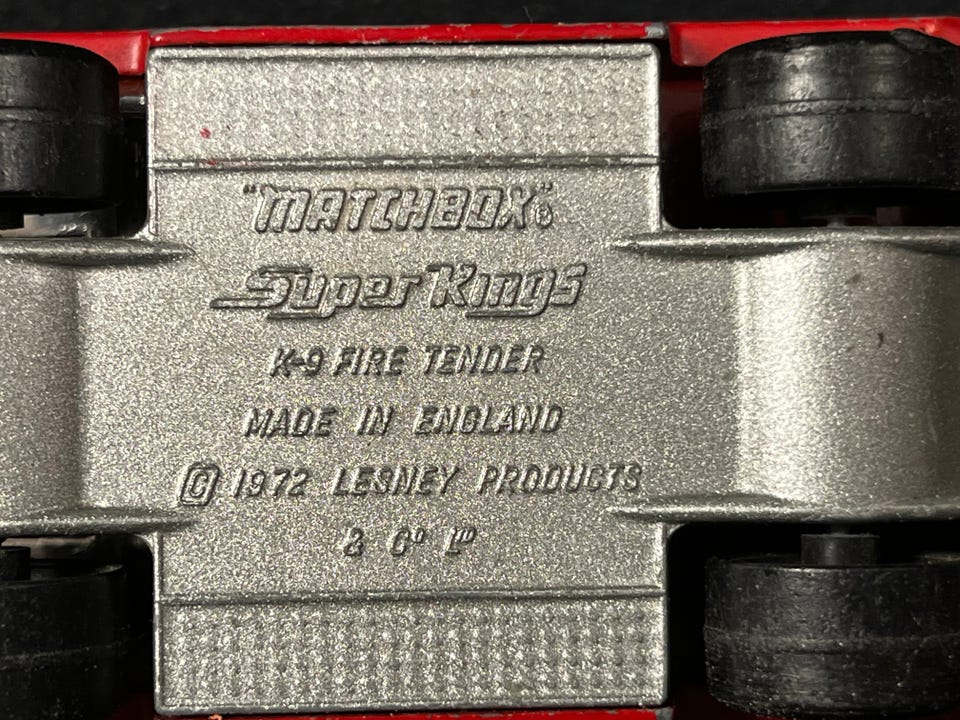 "MATCHBOX"®
Super Kings
K-9 FIRE TENDER
MADE IN ENGLAND
© 1972 LESNEY PRODUCTS
& Cº Lᵀᴰ